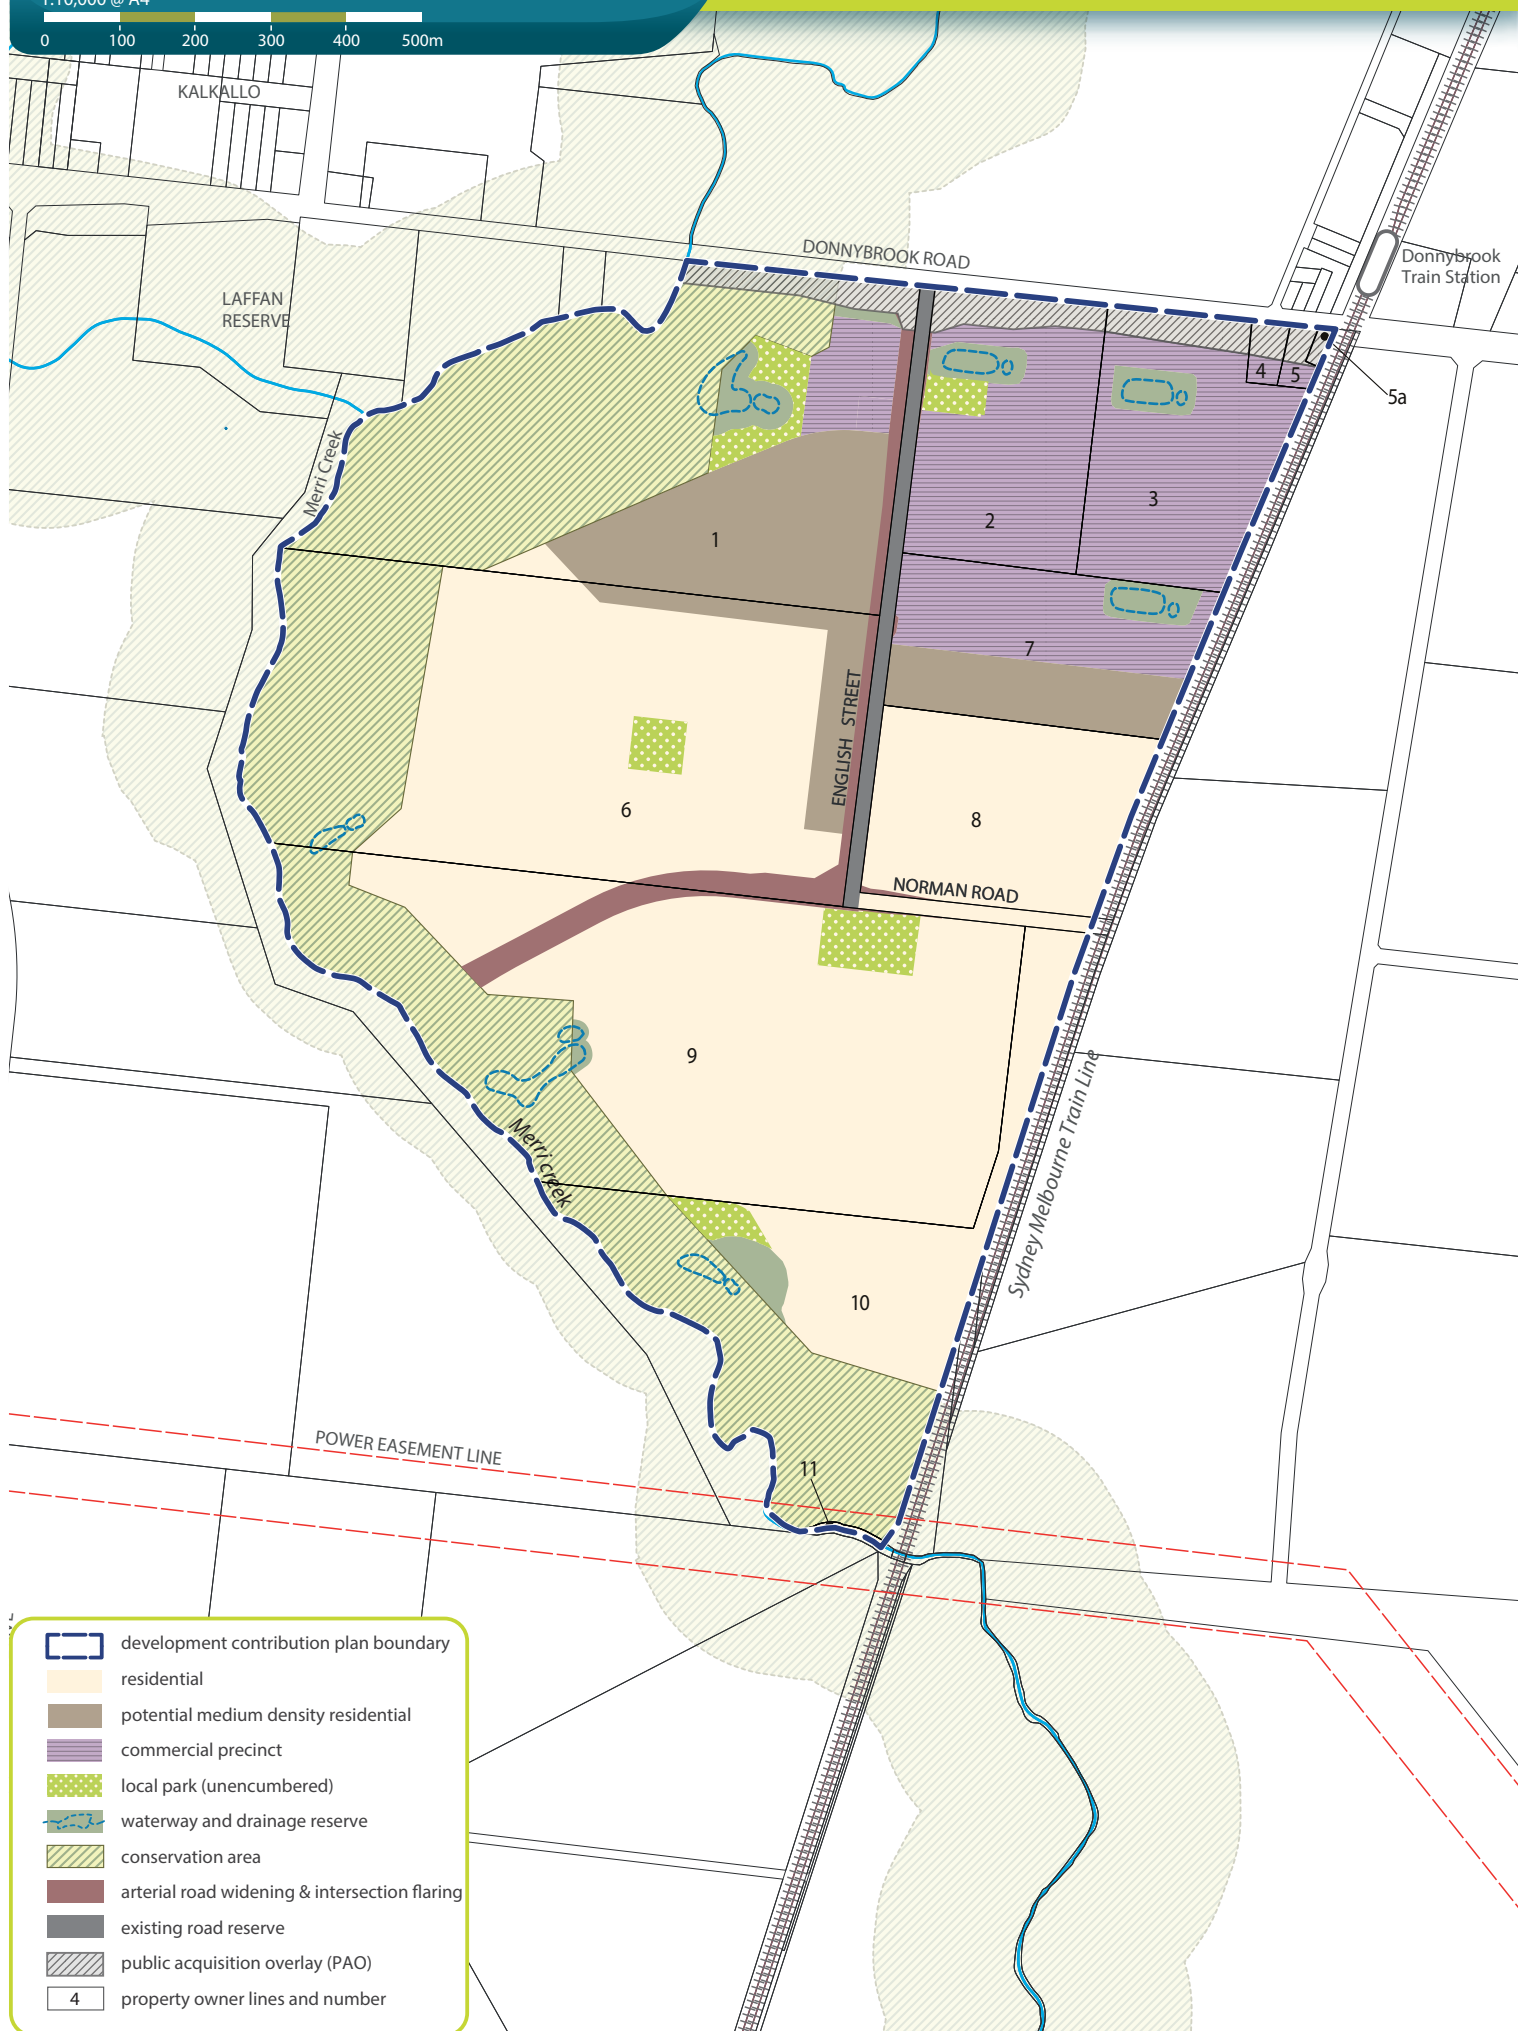 1:10,000 @ A4
0 100 200 300 400 500m
KALKALLO
DONNYBROOK ROAD
Donnybrook
Train Station
LAFFAN
RESERVE
4
5
5a
Merri Creek
3
2
1
7
ENGLISH STREET
6
8
NORMAN ROAD
9
Merri creek
Sydney Melbourne Train Line
10
POWER EASEMENT LINE
11
development contribution plan boundary
residential
potential medium density residential
commercial precinct
local park (unencumbered)
waterway and drainage reserve
conservation area
arterial road widening & intersection flaring
existing road reserve
public acquisition overlay (PAO)
4 property owner lines and number